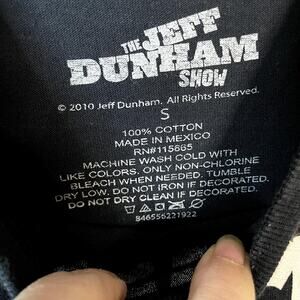 THE JEFF
DUNHAM
SHOW
© 2010 Jeff Dunham. All Rights Reserved.
S
100% COTTON
MADE IN MEXICO
RN#115865
MACHINE WASH COLD WITH
LIKE COLORS. ONLY NON-CHLORINE
BLEACH WHEN NEEDED. TUMBLE
DRY LOW. DO NOT IRON IF DECORATED.
DO NOT DRY CLEAN IF DECORATED.
846556221922